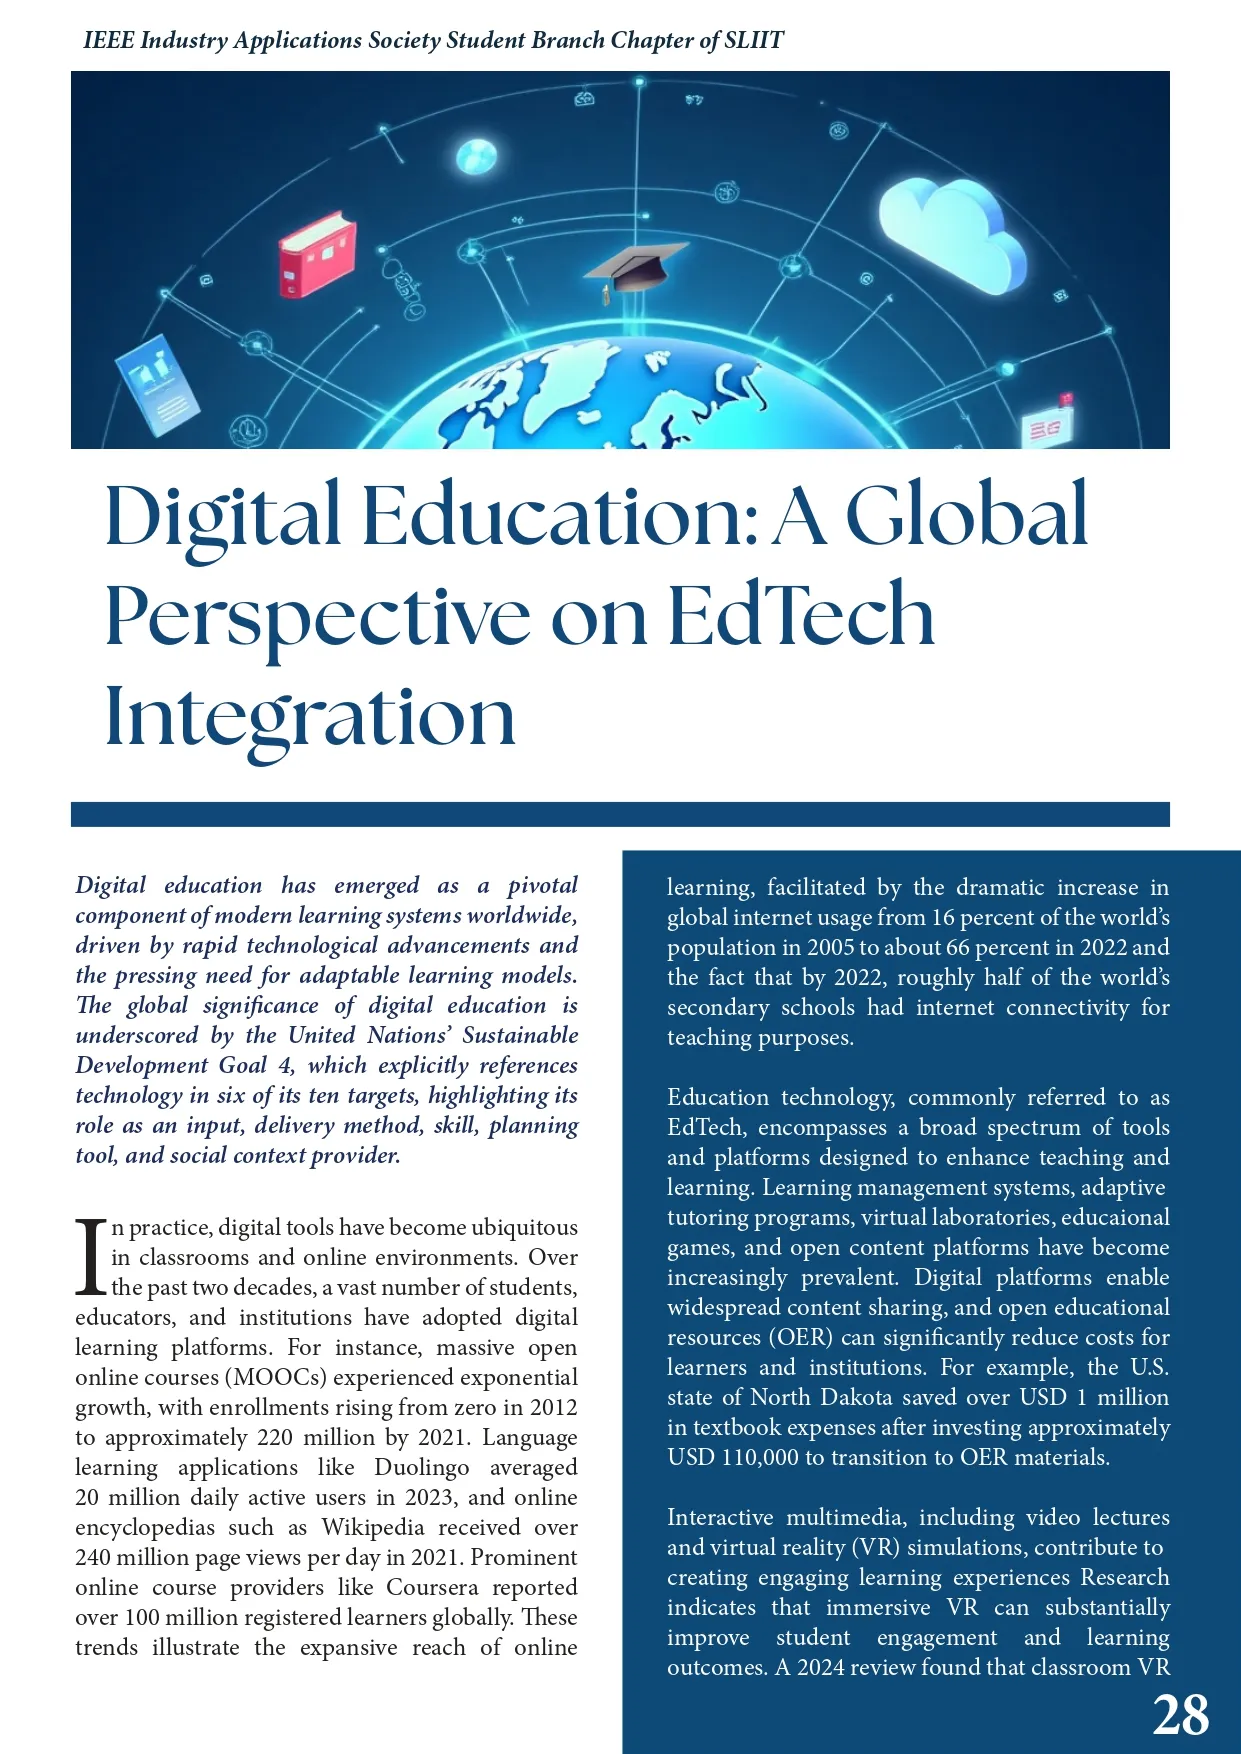 IEEE Industry Applications Society Student Branch Chapter of SLIIT
Digital Education: A Global
Perspective on EdTech
Integration
Digital education has emerged as a pivotal
component of modern learning systems worldwide,
driven by rapid technological advancements and
the pressing need for adaptable learning models.
The global significance of digital education is
underscored by the United Nations’ Sustainable
Development Goal 4, which explicitly references
technology in six of its ten targets, highlighting its
role as an input, delivery method, skill, planning
tool, and social context provider.
In practice, digital tools have become ubiquitous
in classrooms and online environments. Over
the past two decades, a vast number of students,
educators, and institutions have adopted digital
learning platforms. For instance, massive open
online courses (MOOCs) experienced exponential
growth, with enrollments rising from zero in 2012
to approximately 220 million by 2021. Language
learning applications like Duolingo averaged
20 million daily active users in 2023, and online
encyclopedias such as Wikipedia received over
240 million page views per day in 2021. Prominent
online course providers like Coursera reported
over 100 million registered learners globally. These
trends illustrate the expansive reach of online
learning, facilitated by the dramatic increase in
global internet usage from 16 percent of the world’s
population in 2005 to about 66 percent in 2022 and
the fact that by 2022, roughly half of the world’s
secondary schools had internet connectivity for
teaching purposes.
Education technology, commonly referred to as
EdTech, encompasses a broad spectrum of tools
and platforms designed to enhance teaching and
learning. Learning management systems, adaptive
tutoring programs, virtual laboratories, educaional
games, and open content platforms have become
increasingly prevalent. Digital platforms enable
widespread content sharing, and open educational
resources (OER) can significantly reduce costs for
learners and institutions. For example, the U.S.
state of North Dakota saved over USD 1 million
in textbook expenses after investing approximately
USD 110,000 to transition to OER materials.
Interactive multimedia, including video lectures
and virtual reality (VR) simulations, contribute to
creating engaging learning experiences Research
indicates that immersive VR can substantially
improve student engagement and learning
outcomes. A 2024 review found that classroom VR
28